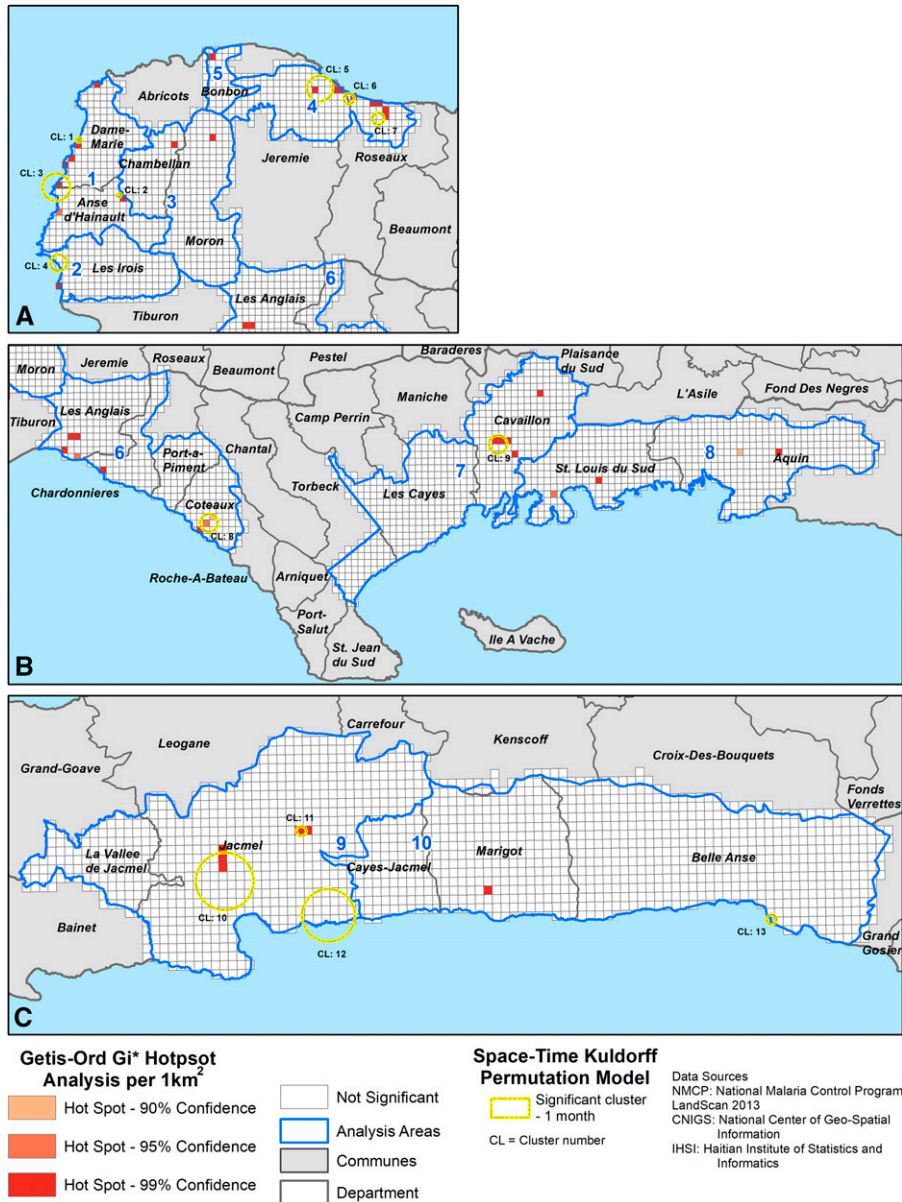 CL: 5
5
CL: 6
Bonbon
Abricots
4
CL: 1
Dame-
Marie
CL: 7
Chambellan
Jeremie
Roseaux
CL: 3
1
CL: 2
Anse
d'Hainault
3
Beaumont
Moron
CL: 4
2
Les Irois
6
Les Anglais
Tiburon
A
Baraderes
Moron
Jeremie
Roseaux
Beaumont
Pestel
Plaisance
du Sud
Maniche
L'Asile
Fond Des Negres
Les Anglais
Camp Perrin
Cavaillon
Tiburon
Chantal
6
Port-a-
Piment
CL: 9
7
8
Aquin
St. Louis du Sud
Chardonnieres
Torbeck
Les Cayes
Coteaux
CL: 8
Roche-A-Bateau
Arniquet
Port-
Salut
Ile A Vache
St. Jean
du Sud
B
Carrefour
Leogane
Kenscoff
Croix-Des-Bouquets
Grand-Goave
Fonds
Verrettes
CL: 11
Jacmel
9
10
La Vallee
de Jacmel
Marigot
Belle Anse
Cayes-Jacmel
CL: 10
Bainet
CL: 12
CL: 13
Grand
Gosier
C
Getis-Ord Gi* Hotpsot
Analysis per 1km2
Hot Spot - 90% Confidence
Hot Spot - 95% Confidence
Hot Spot - 99% Confidence
Not Significant
Analysis Areas
Communes
Department
Space-Time Kuldorff
Permutation Model
Significant cluster
- 1 month
CL = Cluster number
Data Sources
NMCP: National Malaria Control Program
LandScan 2013
CNIGS: National Center of Geo-Spatial
Information
IHSI: Haitian Institute of Statistics and
Informatics